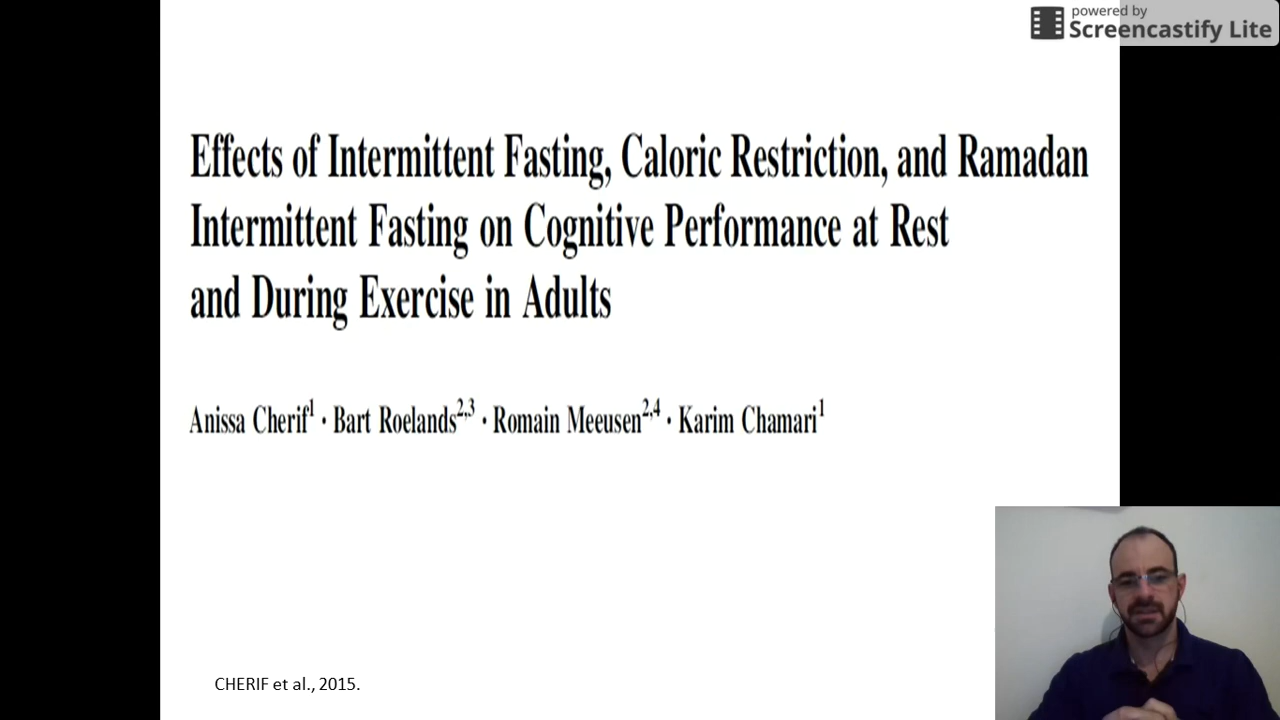 powered by
Screencastify Lite
Effects of Intermittent Fasting, Caloric Restriction, and Ramadan
Intermittent Fasting on Cognitive Performance at Rest
and During Exercise in Adults
Anissa Cherif1 · Bart Roelands2,3 · Romain Meeusen2,4 · Karim Chamari1
CHERIF et al., 2015.